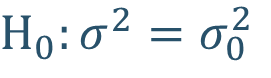 H₀: σ² = σ₀²